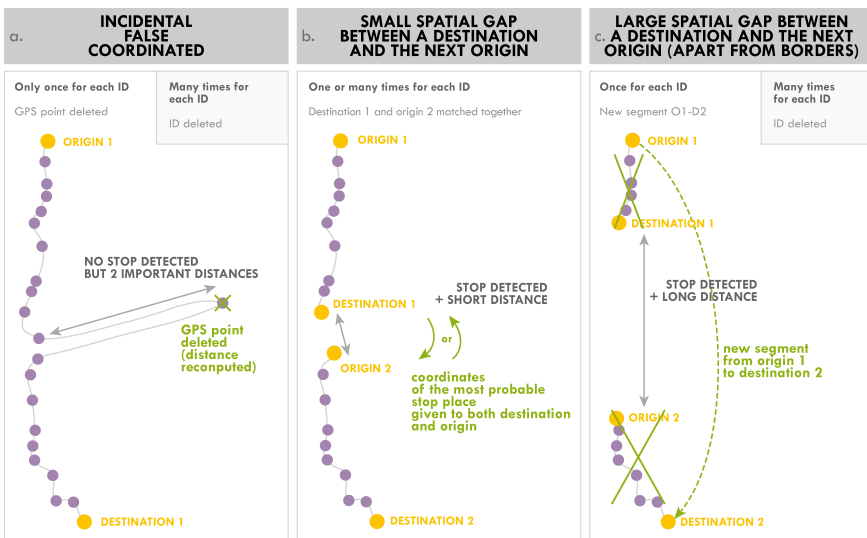 a.
INCIDENTAL
FALSE
COORDINATED
Only once for each ID
GPS point deleted
Many times for
each ID
ID deleted
ORIGIN 1
NO STOP DETECTED
BUT 2 IMPORTANT DISTANCES
GPS point
deleted
(distance
reconputed)
DESTINATION 1
b.
SMALL SPATIAL GAP
BETWEEN A DESTINATION
AND THE NEXT ORIGIN
One or many times for each ID
Destination 1 and origin 2 matched together
ORIGIN 1
STOP DETECTED
+ SHORT DISTANCE
DESTINATION 1
or
ORIGIN 2
coordinates
of the most probable
stop place
given to both destination
and origin
DESTINATION 2
c.
LARGE SPATIAL GAP BETWEEN
A DESTINATION AND THE NEXT
ORIGIN (APART FROM BORDERS)
Once for each ID
New segment O1-D2
Many times
for each ID
ID deleted
ORIGIN 1
DESTINATION 1
STOP DETECTED
+ LONG DISTANCE
new segment
from origin 1
to destination 2
ORIGIN 2
DESTINATION 2